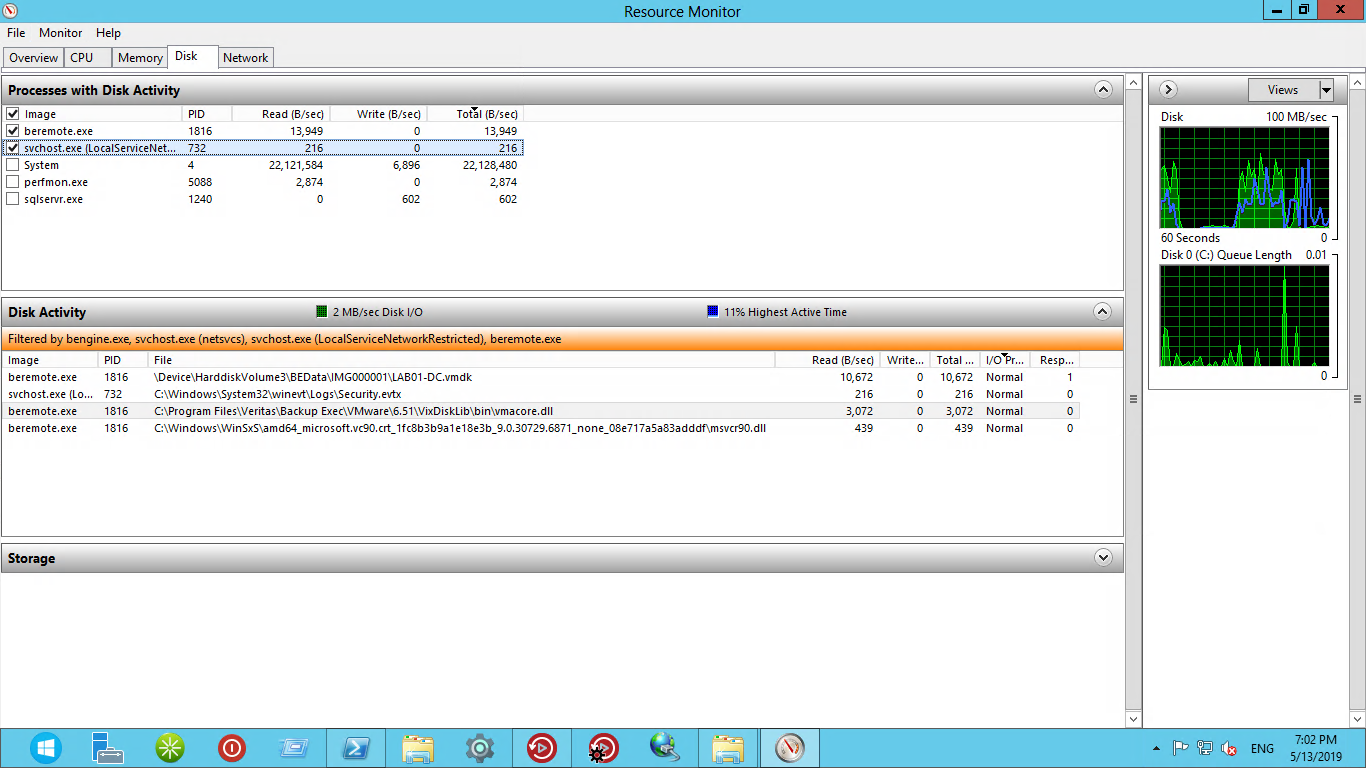 Resource Monitor
File Monitor Help
Overview CPU Memory Disk Network
Processes with Disk Activity
Image PID Read (B/sec) Write (B/sec) Total (B/sec)
beremote.exe 1816 13,949 0 13,949
svchost.exe (LocalServiceNet... 732 216 0 216
System 4 22,121,584 6,896 22,128,480
perfmon.exe 5088 2,874 0 2,874
sqlservr.exe 1240 0 602 602
Disk Activity 2 MB/sec Disk I/O 11% Highest Active Time
Filtered by bengine.exe, svchost.exe (netsvcs), svchost.exe (LocalServiceNetworkRestricted), beremote.exe
Image PID File Read (B/sec) Write... Total ... I/O Pr... Resp...
beremote.exe 1816 \Device\HarddiskVolume3\BEData\IMG000001\LAB01-DC.vmdk 10,672 0 10,672 Normal 1
svchost.exe (Lo... 732 C:\Windows\System32\winevt\Logs\Security.evtx 216 0 216 Normal 0
beremote.exe 1816 C:\Program Files\Veritas\Backup Exec\VMware\6.51\VixDiskLib\bin\vmacore.dll 3,072 0 3,072 Normal 0
beremote.exe 1816 C:\Windows\WinSxS\amd64_microsoft.vc90.crt_1fc8b3b9a1e18e3b_9.0.30729.6871_none_08e717a5a83adddf\msvcr90.dll 439 0 439 Normal 0
Storage
Views
Disk 100 MB/sec
60 Seconds 0
Disk 0 (C:) Queue Length 0.01
0
ENG
7:02 PM
5/13/2019